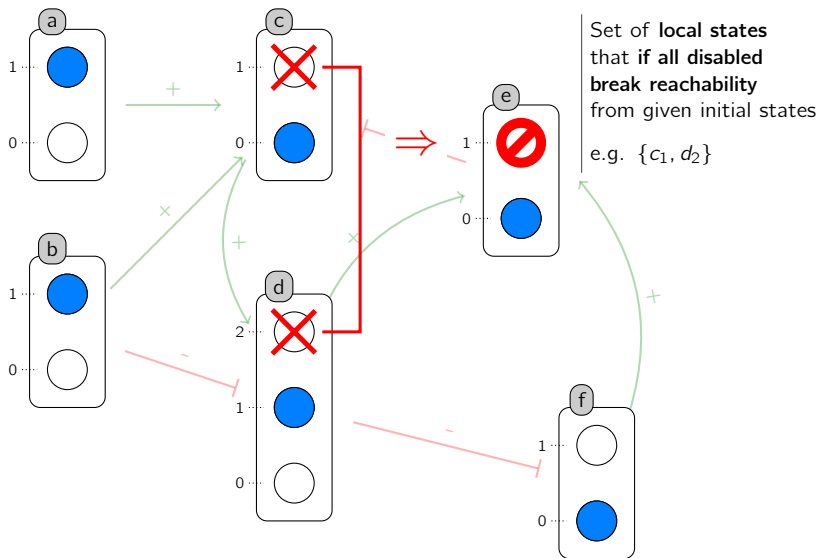 a
1
0
b
1
0
c
1
0
d
2
1
0
e
1
0
f
1
0
+
×
+
-
×
-
+
⇒
Set of local states
that if all disabled
break reachability
from given initial states
e.g. {c₁, d₂}